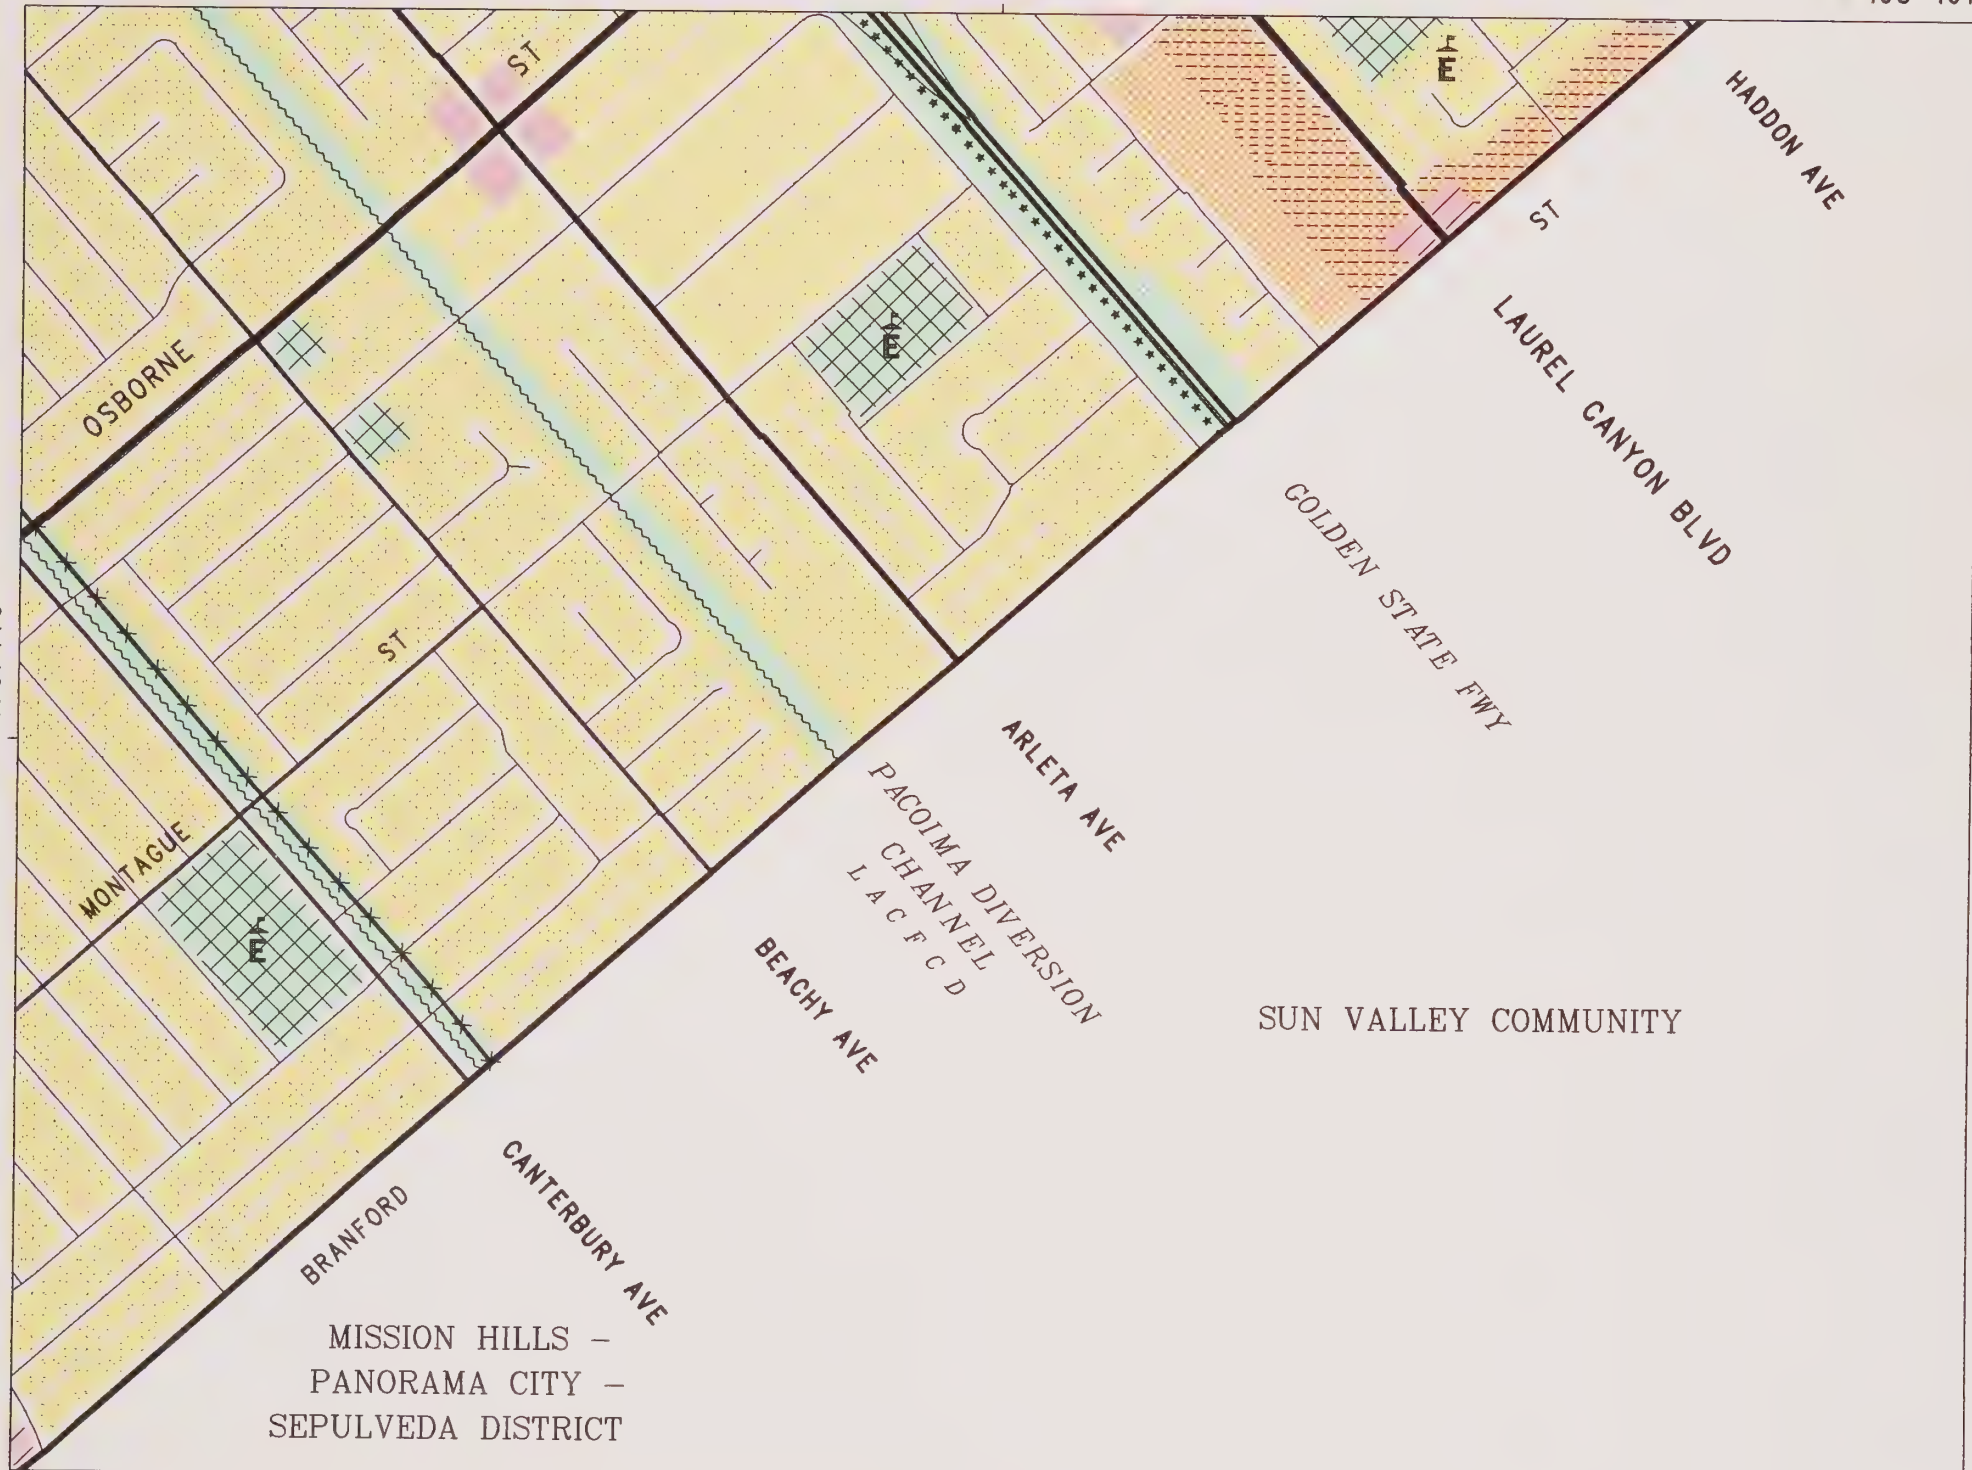 ST
E
HADDON AVE
ST
E
OSBORNE
LAUREL CANYON BLVD
GOLDEN STATE FWY
ST
ARLETA AVE
PACOIMA DIVERSION
CHANNEL
L A C F C D
MONTAGUE
E
BEACHY AVE
SUN VALLEY COMMUNITY
CANTERBURY AVE
BRANFORD
MISSION HILLS –
PANORAMA CITY –
SEPULVEDA DISTRICT